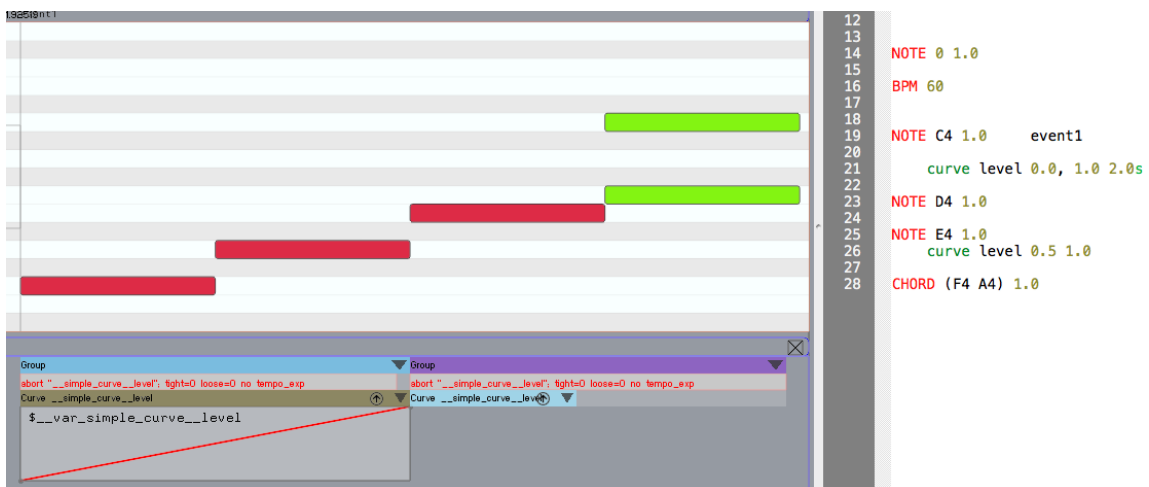 12
13
14 NOTE 0 1.0
15
16 BPM 60
17
18
19 NOTE C4 1.0 event1
20
21 curve level 0.0, 1.0 2.0s
22
23 NOTE D4 1.0
24
25 NOTE E4 1.0
26 curve level 0.5 1.0
27
28 CHORD (F4 A4) 1.0
Group
Group
abort "__simple_curve__level"; tight=0 loose=0 no tempo_exp
abort "__simple_curve__level"; tight=0 loose=0 no tempo_exp
Curve __simple_curve__level
Curve __simple_curve__level
$__var_simple_curve__level